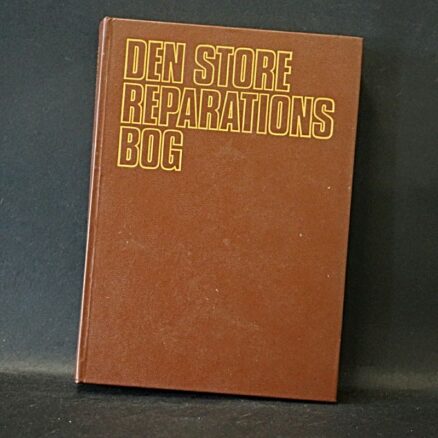 DEN STORE
REPARATIONS
BOG